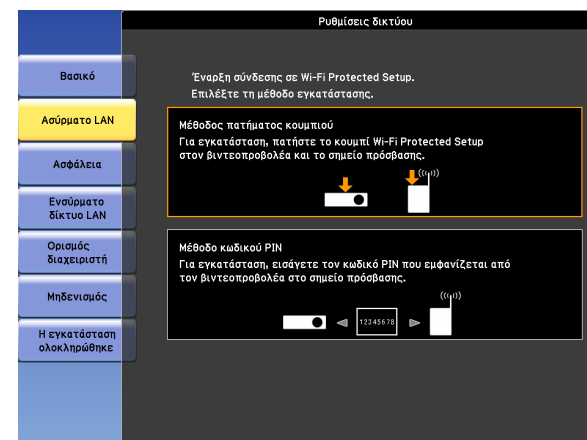 Ρυθμίσεις δικτύου
Βασικό
Ασύρματο LAN
Ασφάλεια
Ενσύρματο
δίκτυο LAN
Ορισμός
διαχειριστή
Μηδενισμός
Η εγκατάσταση
ολοκληρώθηκε
Έναρξη σύνδεσης σε Wi-Fi Protected Setup.
Επιλέξτε τη μέθοδο εγκατάστασης.
Μέθοδος πατήματος κουμπιού
Για εγκατάσταση, πατήστε το κουμπί Wi-Fi Protected Setup
στον βιντεοπροβολέα και το σημείο πρόσβασης.
Μέθοδο κωδικού PIN
Για εγκατάσταση, εισάγετε τον κωδικό PIN που εμφανίζεται από
τον βιντεοπροβολέα στο σημείο πρόσβασης.
12345678